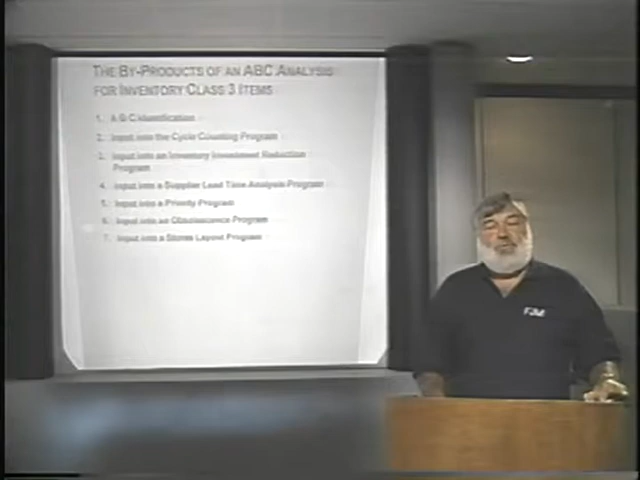 THE BY-PRODUCTS OF AN ABC ANALYSIS
FOR INVENTORY CLASS 3 ITEMS
1. A B C Identification
2. Input into the Cycle Counting Program
3. Input into an Inventory Investment Reduction
Program
4. Input into a Supplier Lead Time Analysis Program
5. Input into a Priority Program
6. Input into an Obsolescence Program
7. Input into a Stores Layout Program